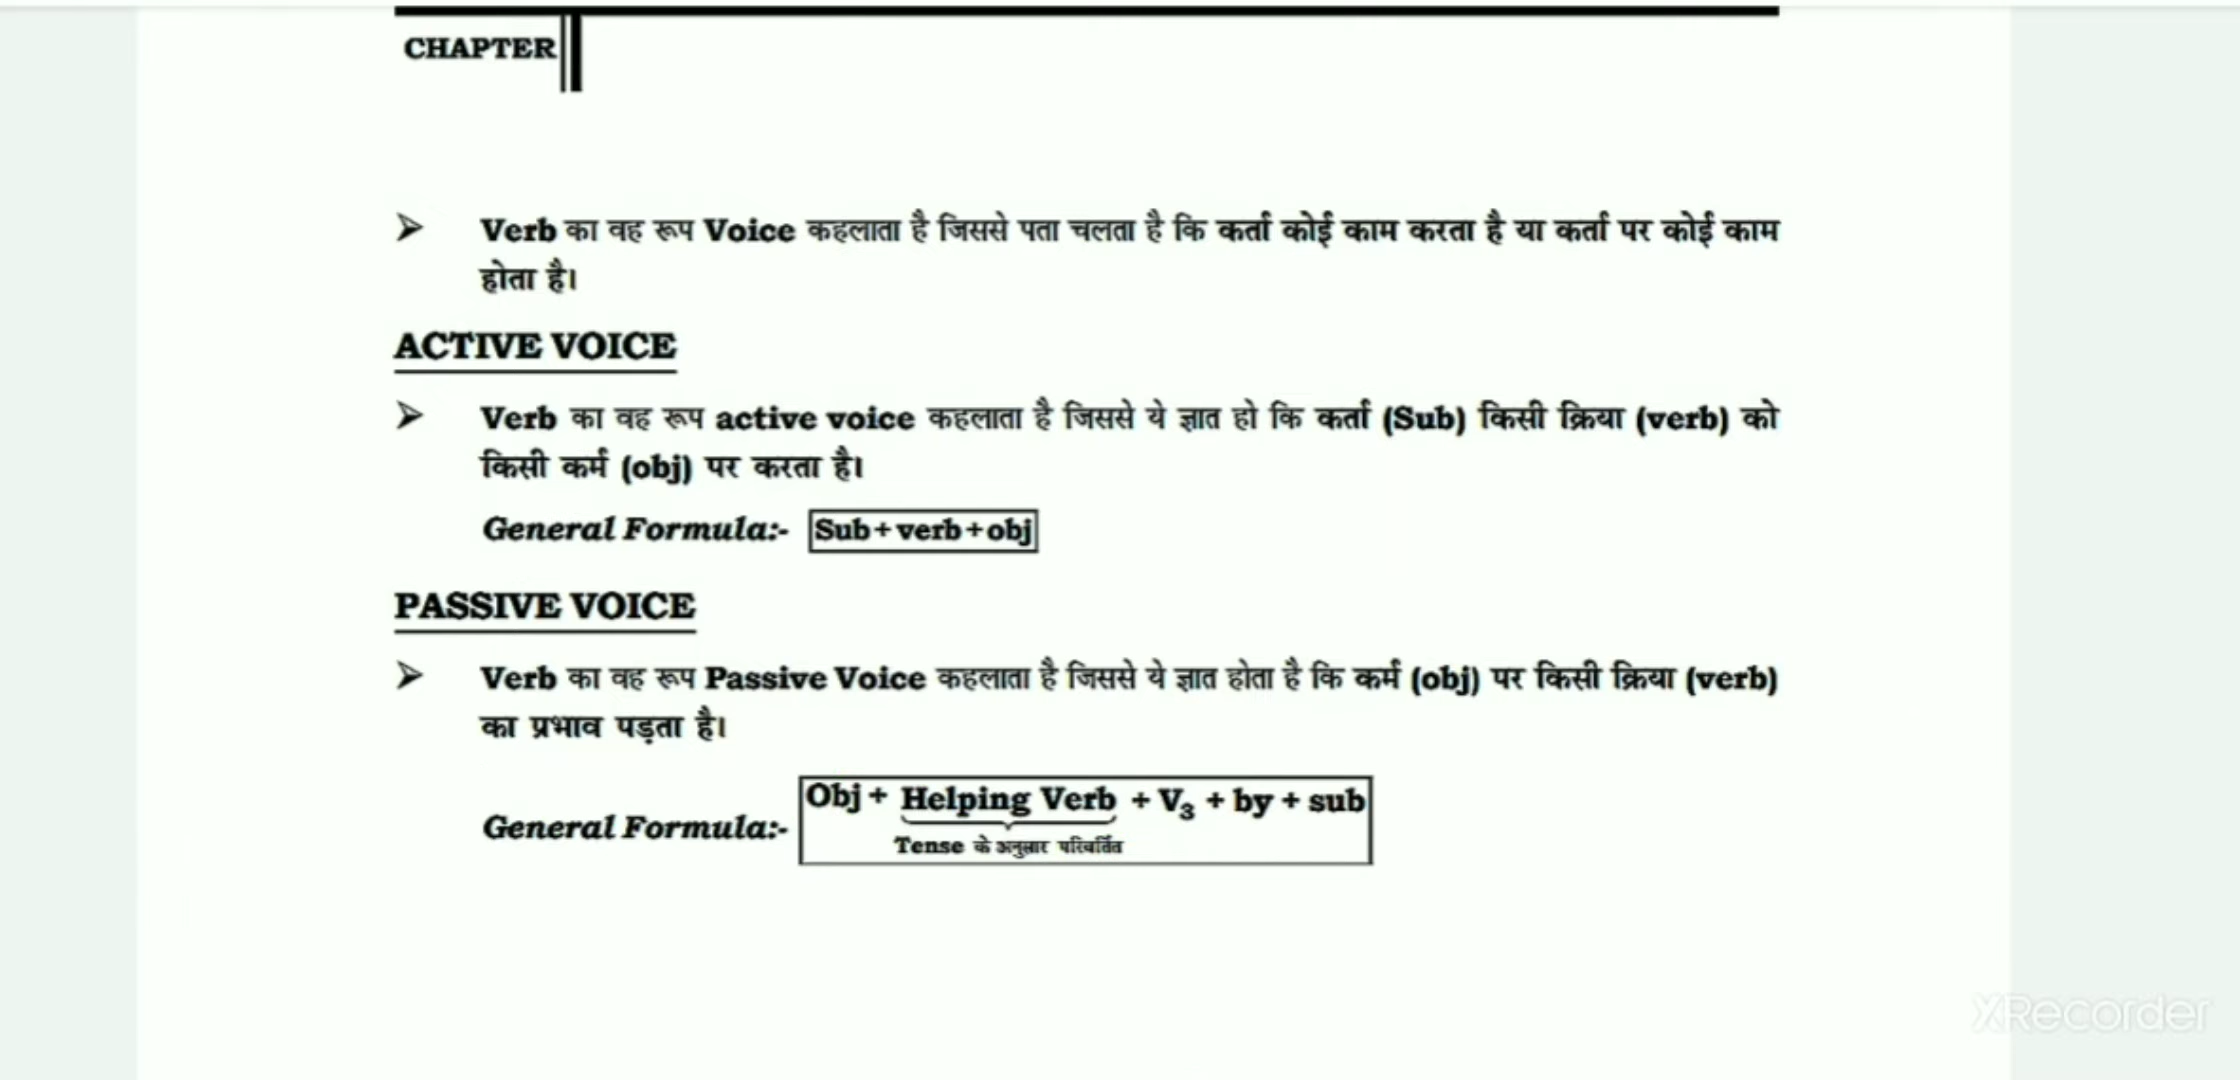 CHAPTER
➢ Verb का वह रूप Voice कहलाता है जिससे पता चलता है कि कर्ता कोई काम करता है या कर्ता पर कोई काम
होता है।
ACTIVE VOICE
➢ Verb का वह रूप active voice कहलाता है जिससे ये ज्ञात हो कि कर्ता (Sub) किसी क्रिया (verb) को
किसी कर्म (obj) पर करता है।
General Formula:- Sub+verb+obj
PASSIVE VOICE
➢ Verb का वह रूप Passive Voice कहलाता है जिससे ये ज्ञात होता है कि कर्म (obj) पर किसी क्रिया (verb)
का प्रभाव पड़ता है।
General Formula:- Obj + Helping Verb + V₃ + by + sub
Tense के अनुसार परिवर्तित
XRecorder